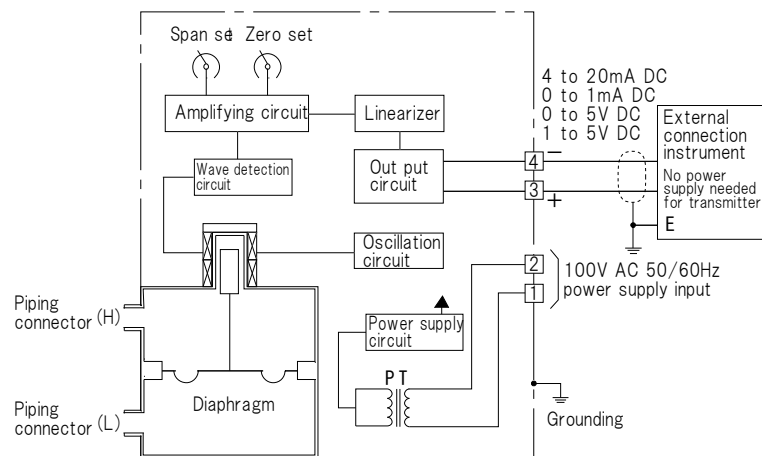 Span set Zero set
Amplifying circuit
Linearizer
Wave detection
circuit
Out put
circuit
Oscillation
circuit
4 to 20mA DC
0 to 1mA DC
0 to 5V DC
1 to 5V DC
4 −
3 +
External
connection
instrument
No power
supply needed
for transmitter
E
2
1
100V AC 50/60Hz
power supply input
Piping
connector (H)
Power supply
circuit
PT
Diaphragm
Piping
connector (L)
Grounding